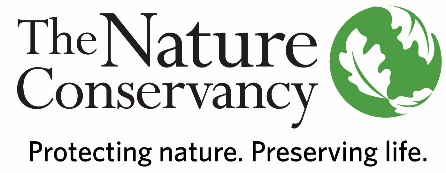 The Nature
Conservancy
Protecting nature. Preserving life.